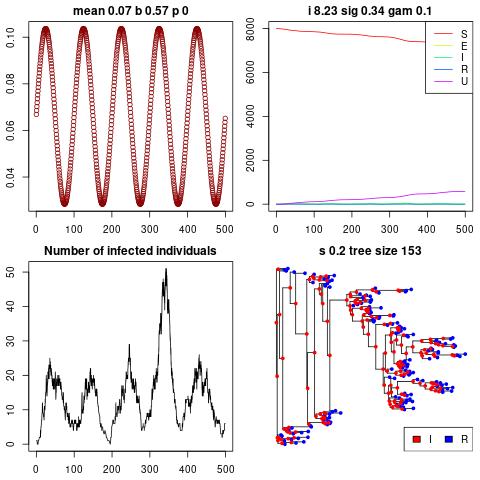 mean 0.07 b 0.57 p 0
0.10
0.08
0.06
0.04
0 100 200 300 400 500
i 8.23 sig 0.34 gam 0.1
8000
6000
4000
2000
0
S
E
I
R
U
0 100 200 300 400 500
Number of infected individuals
50
40
30
20
10
0
0 100 200 300 400 500
s 0.2 tree size 153
I R